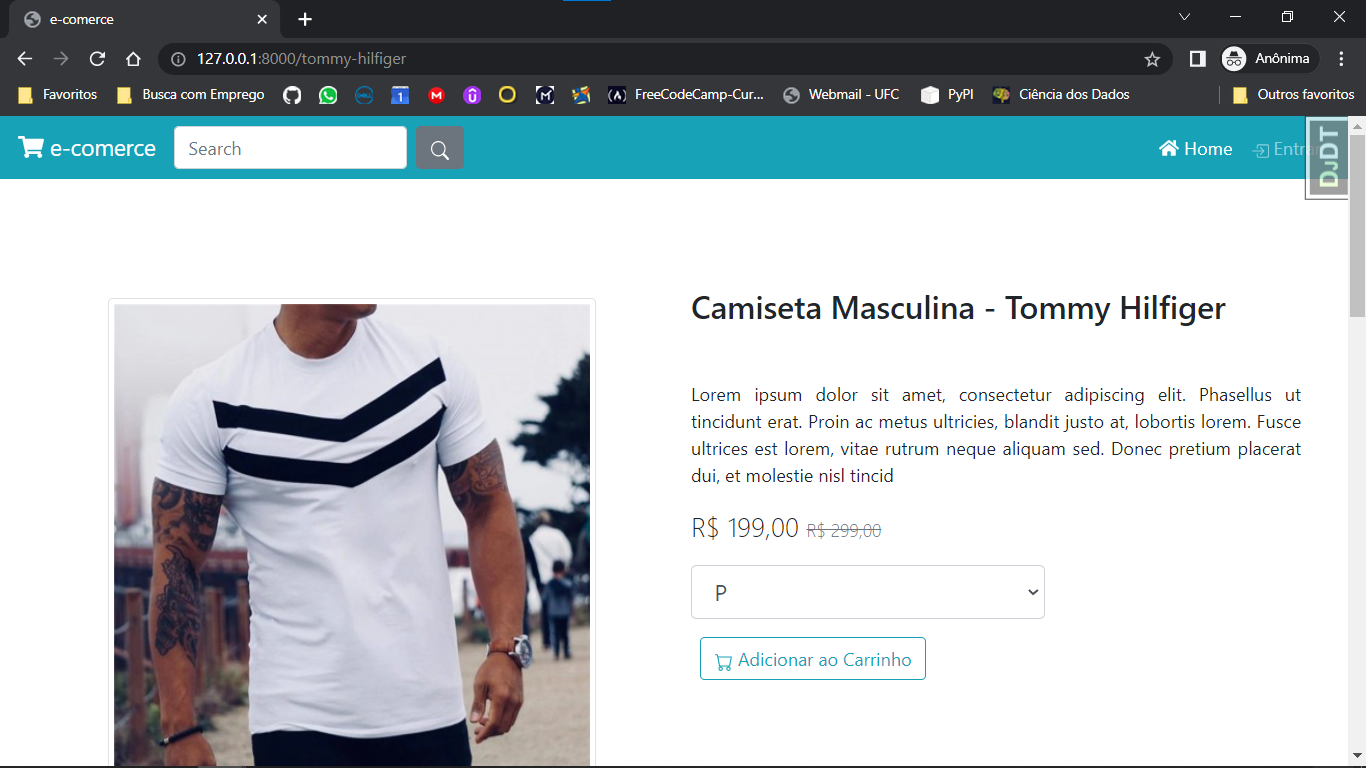 e-comerce
127.0.0.1:8000/tommy-hilfiger
Anônima
Favoritos
Busca com Emprego
1
FreeCodeCamp-Cur...
Webmail - UFC
PyPI
Ciência dos Dados
Outros favoritos
e-comerce
Search
Home
Entrar
DJDT
Camiseta Masculina - Tommy Hilfiger
Lorem ipsum dolor sit amet, consectetur adipiscing elit. Phasellus ut
tincidunt erat. Proin ac metus ultricies, blandit justo at, lobortis lorem. Fusce
ultrices est lorem, vitae rutrum neque aliquam sed. Donec pretium placerat
dui, et molestie nisl tincid
R$ 199,00 R$ 299,00
P
Adicionar ao Carrinho